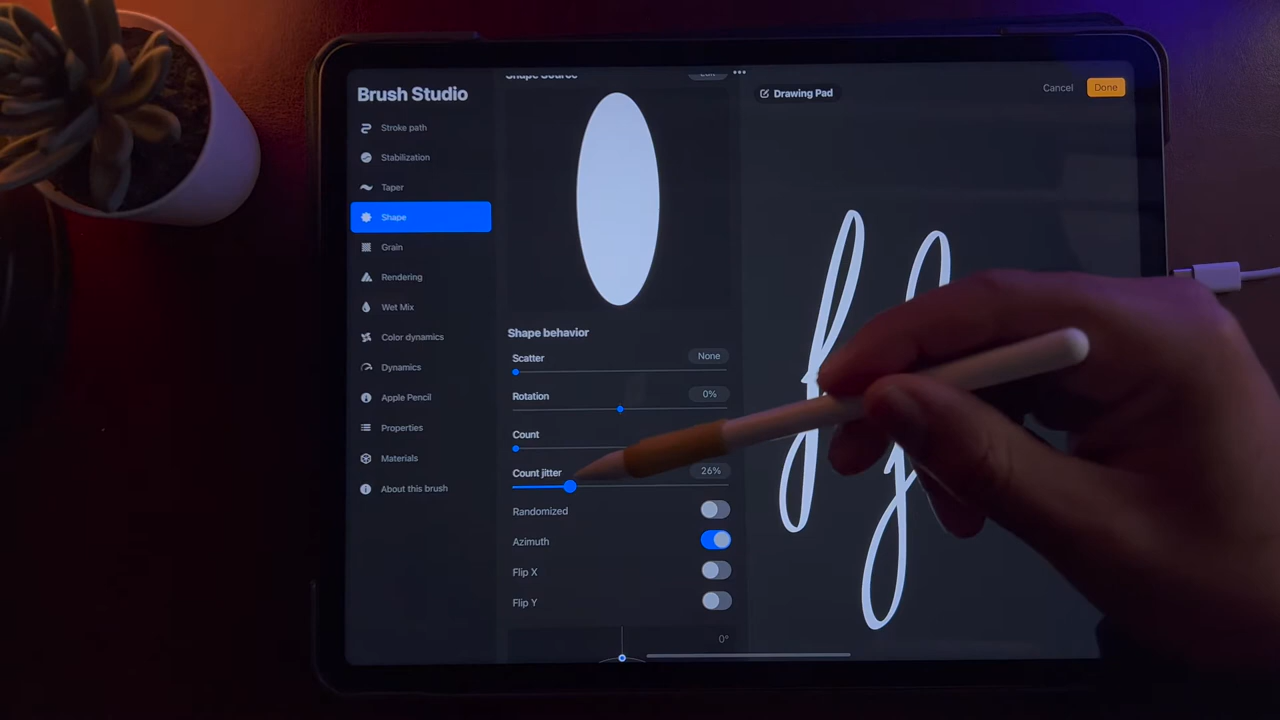 Brush Studio
Stroke path
Stabilization
Taper
Shape
Grain
Rendering
Wet Mix
Color dynamics
Dynamics
Apple Pencil
Properties
Materials
About this brush
Shape Source
Edit
Shape behavior
Scatter
None
Rotation
0%
Count
Count jitter
26%
Randomized
Azimuth
Flip X
Flip Y
0°
Drawing Pad
Cancel
Done